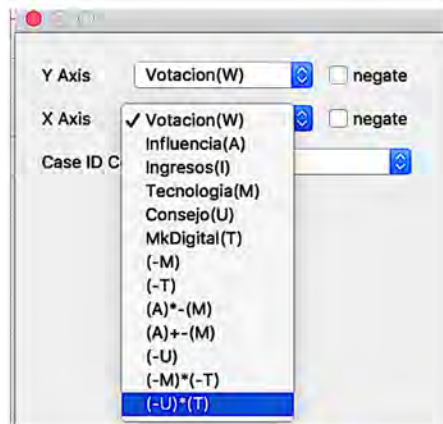 Y Axis Votacion(W) negate
X Axis Votacion(W) negate
Influencia(A)
Case ID C Ingresos(I)
Tecnologia(M)
Consejo(U)
MkDigital(T)
(-M)
(-T)
(A)*-(M)
(A)+-(M)
(-U)
(-M)*(-T)
(-U)*(T)